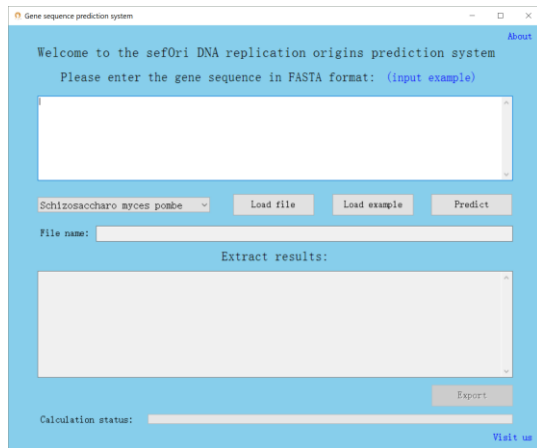 Gene sequence prediction system
About
Welcome to the sefOri DNA replication origins prediction system
Please enter the gene sequence in FASTA format: (input example)
Schizosaccharo myces pombe Load file Load example Predict
File name:
Extract results:
Export
Calculation status:
Visit us